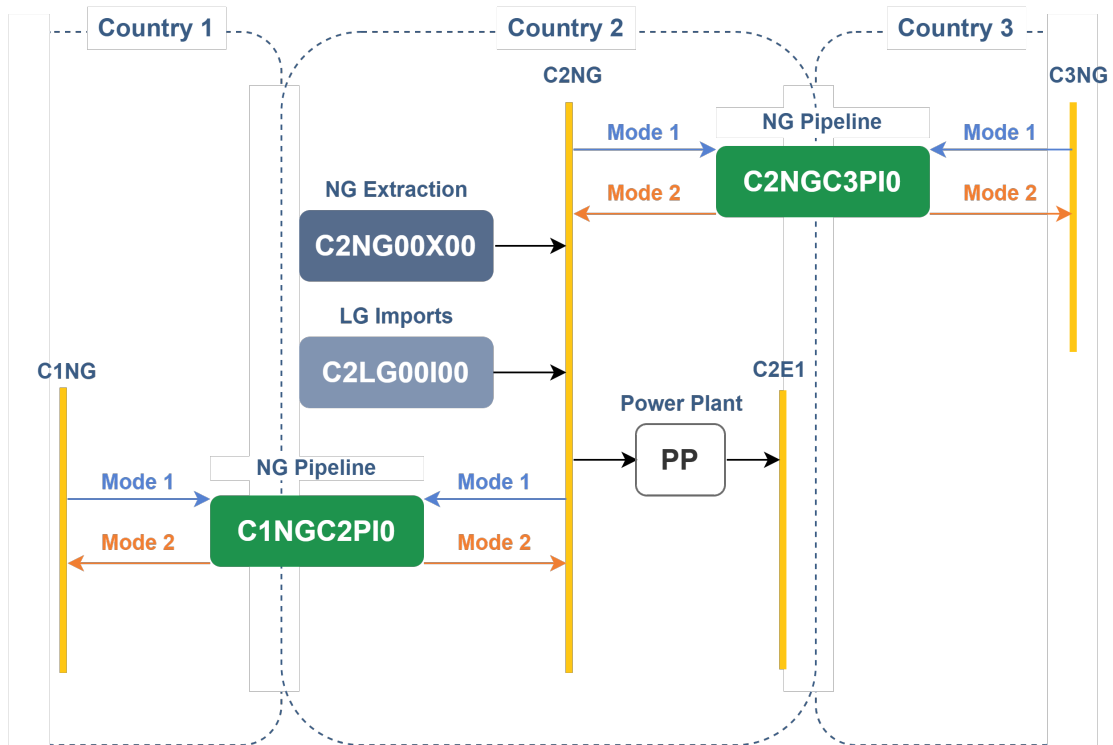 Country 1
Country 2
Country 3
C2NG
C3NG
NG Pipeline
Mode 1
Mode 1
C2NGC3PI0
Mode 2
Mode 2
NG Extraction
C2NG00X00
LG Imports
C2LG00I00
C1NG
C2E1
Power Plant
PP
NG Pipeline
Mode 1
Mode 1
C1NGC2PI0
Mode 2
Mode 2